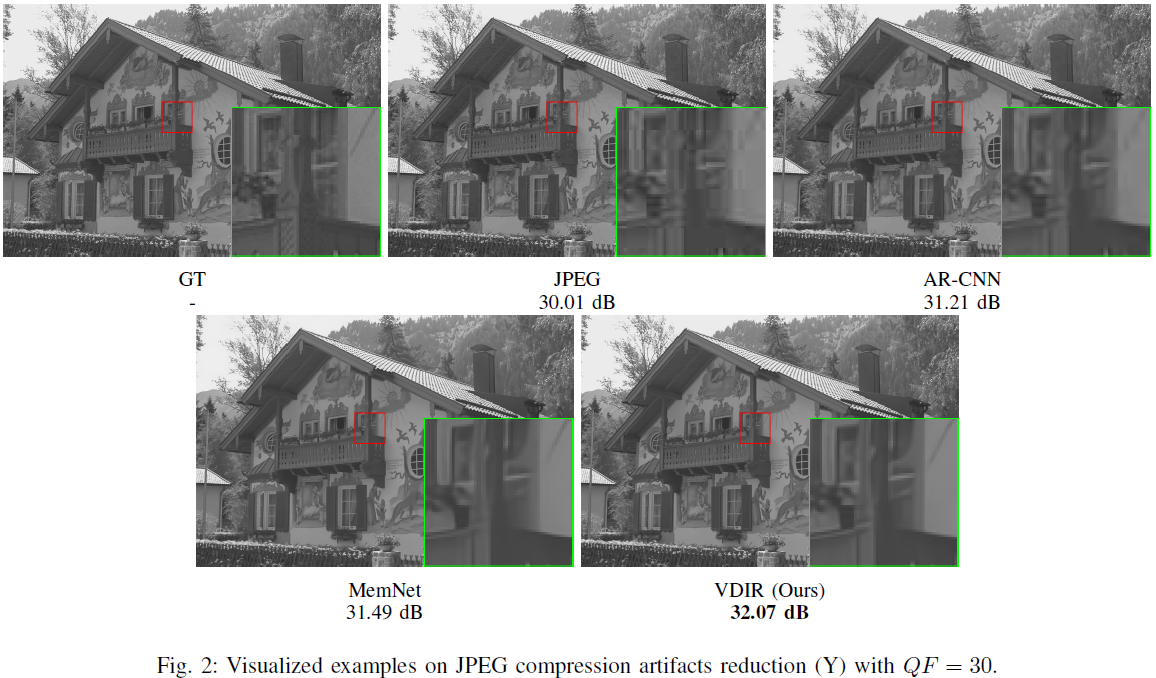 GT
-
JPEG
30.01 dB
AR-CNN
31.21 dB
MemNet
31.49 dB
VDIR (Ours)
32.07 dB
Fig. 2: Visualized examples on JPEG compression artifacts reduction (Y) with QF = 30.